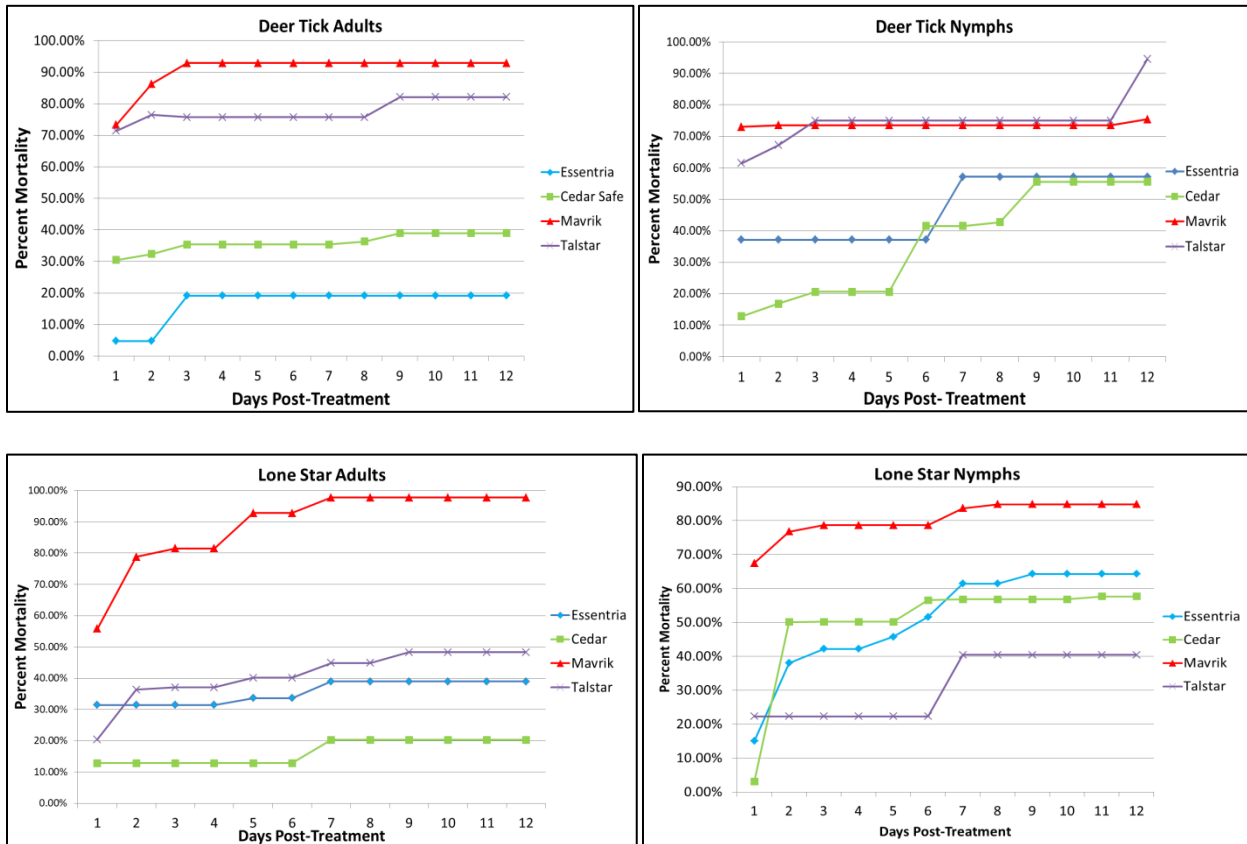 Deer Tick Adults
100.00%
90.00%
80.00%
70.00%
60.00%
50.00%
40.00%
30.00%
20.00%
10.00%
0.00%
Percent Mortality
1 2 3 4 5 6 7 8 9 10 11 12
Days Post-Treatment
Essentria
Cedar Safe
Mavrik
Talstar
Deer Tick Nymphs
100.00%
90.00%
80.00%
70.00%
60.00%
50.00%
40.00%
30.00%
20.00%
10.00%
0.00%
Percent Mortality
1 2 3 4 5 6 7 8 9 10 11 12
Days Post- Treatment
Essentria
Cedar
Mavrik
Talstar
Lone Star Adults
100.00%
90.00%
80.00%
70.00%
60.00%
50.00%
40.00%
30.00%
20.00%
10.00%
0.00%
Percent Mortality
1 2 3 4 5 6 7 8 9 10 11 12
Days Post-Treatment
Essentria
Cedar
Mavrik
Talstar
Lone Star Nymphs
90.00%
80.00%
70.00%
60.00%
50.00%
40.00%
30.00%
20.00%
10.00%
0.00%
Percent Mortality
1 2 3 4 5 6 7 8 9 10 11 12
Days Post-Treatment
Essentria
Cedar
Mavrik
Talstar